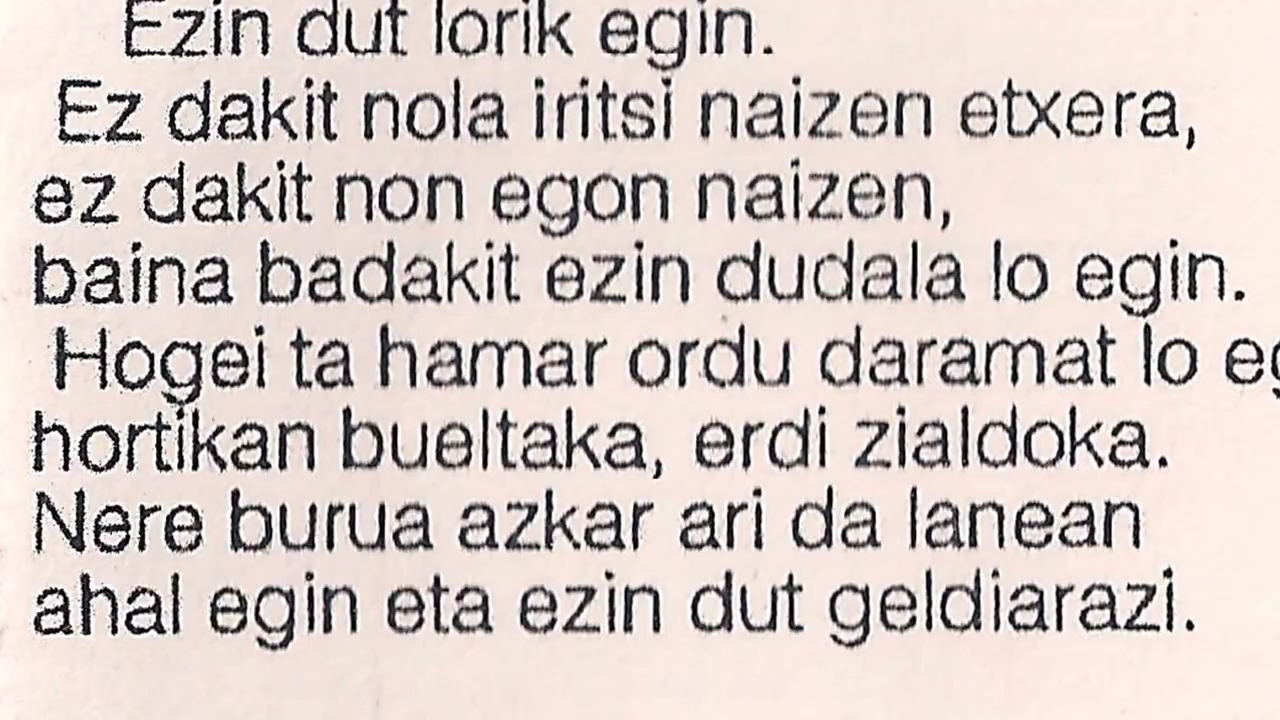 Ezin dut lorik egin.
Ez dakit nola iritsi naizen etxera,
ez dakit non egon naizen,
baina badakit ezin dudala lo egin.
Hogei ta hamar ordu daramat lo
hortikan bueltaka, erdi zialdoka.
Nere burua azkar ari da lanean
ahal egin eta ezin dut geldiarazi.